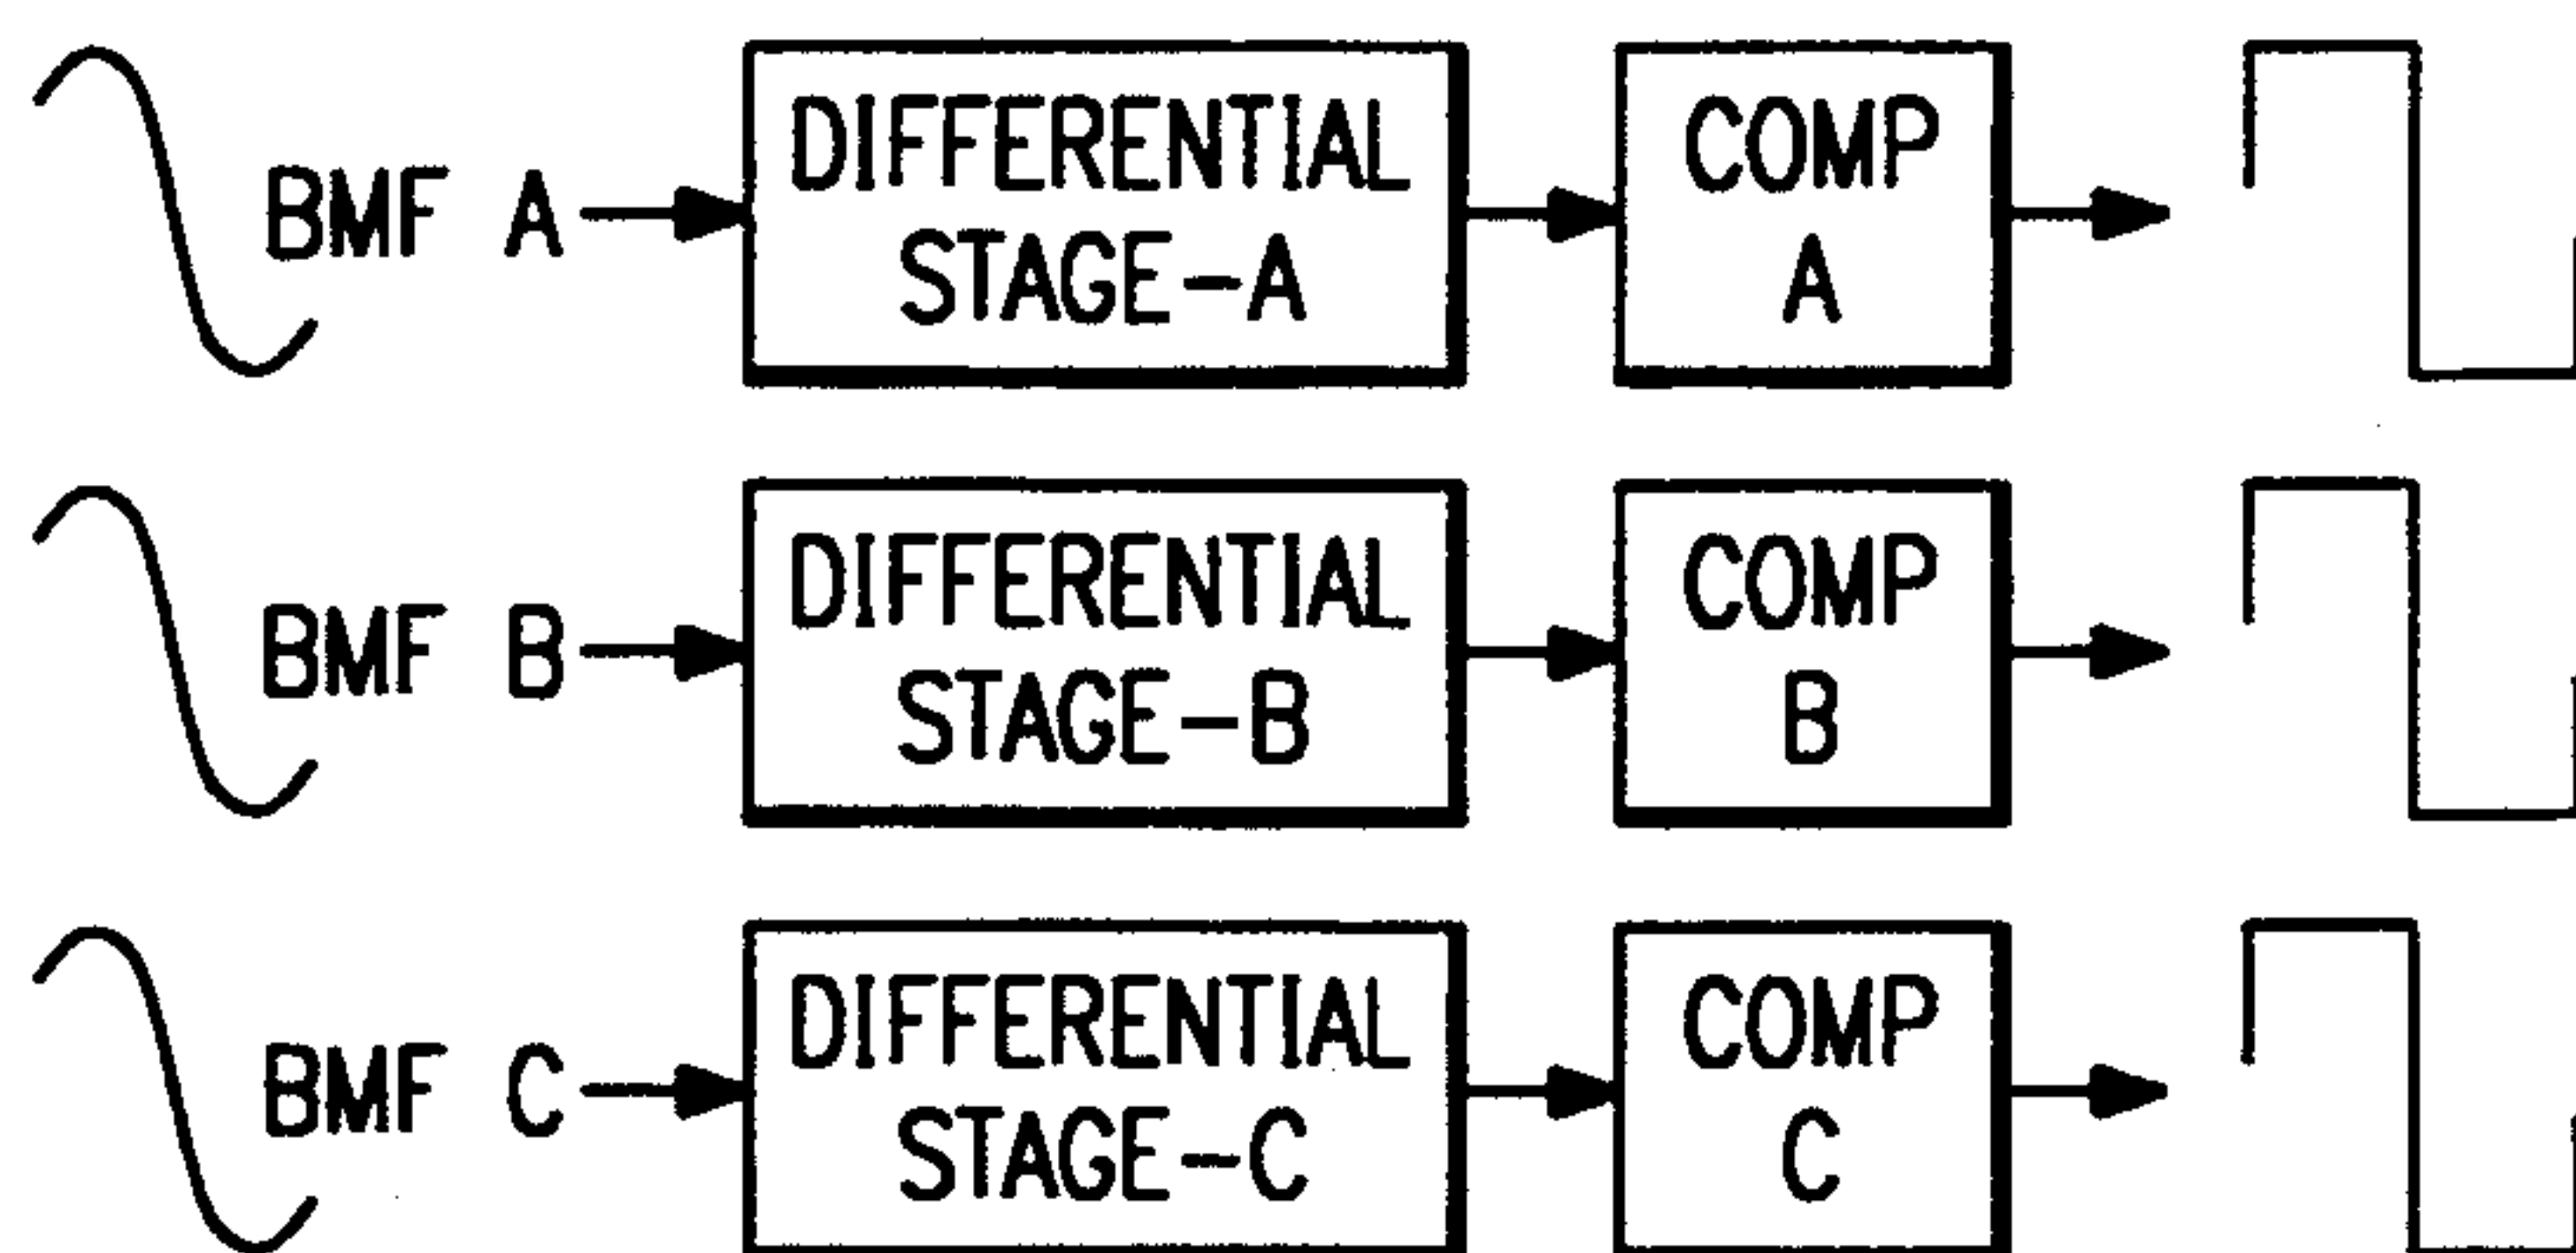 BMF A
DIFFERENTIAL
STAGE-A
COMP
A
BMF B
DIFFERENTIAL
STAGE-B
COMP
B
BMF C
DIFFERENTIAL
STAGE-C
COMP
C